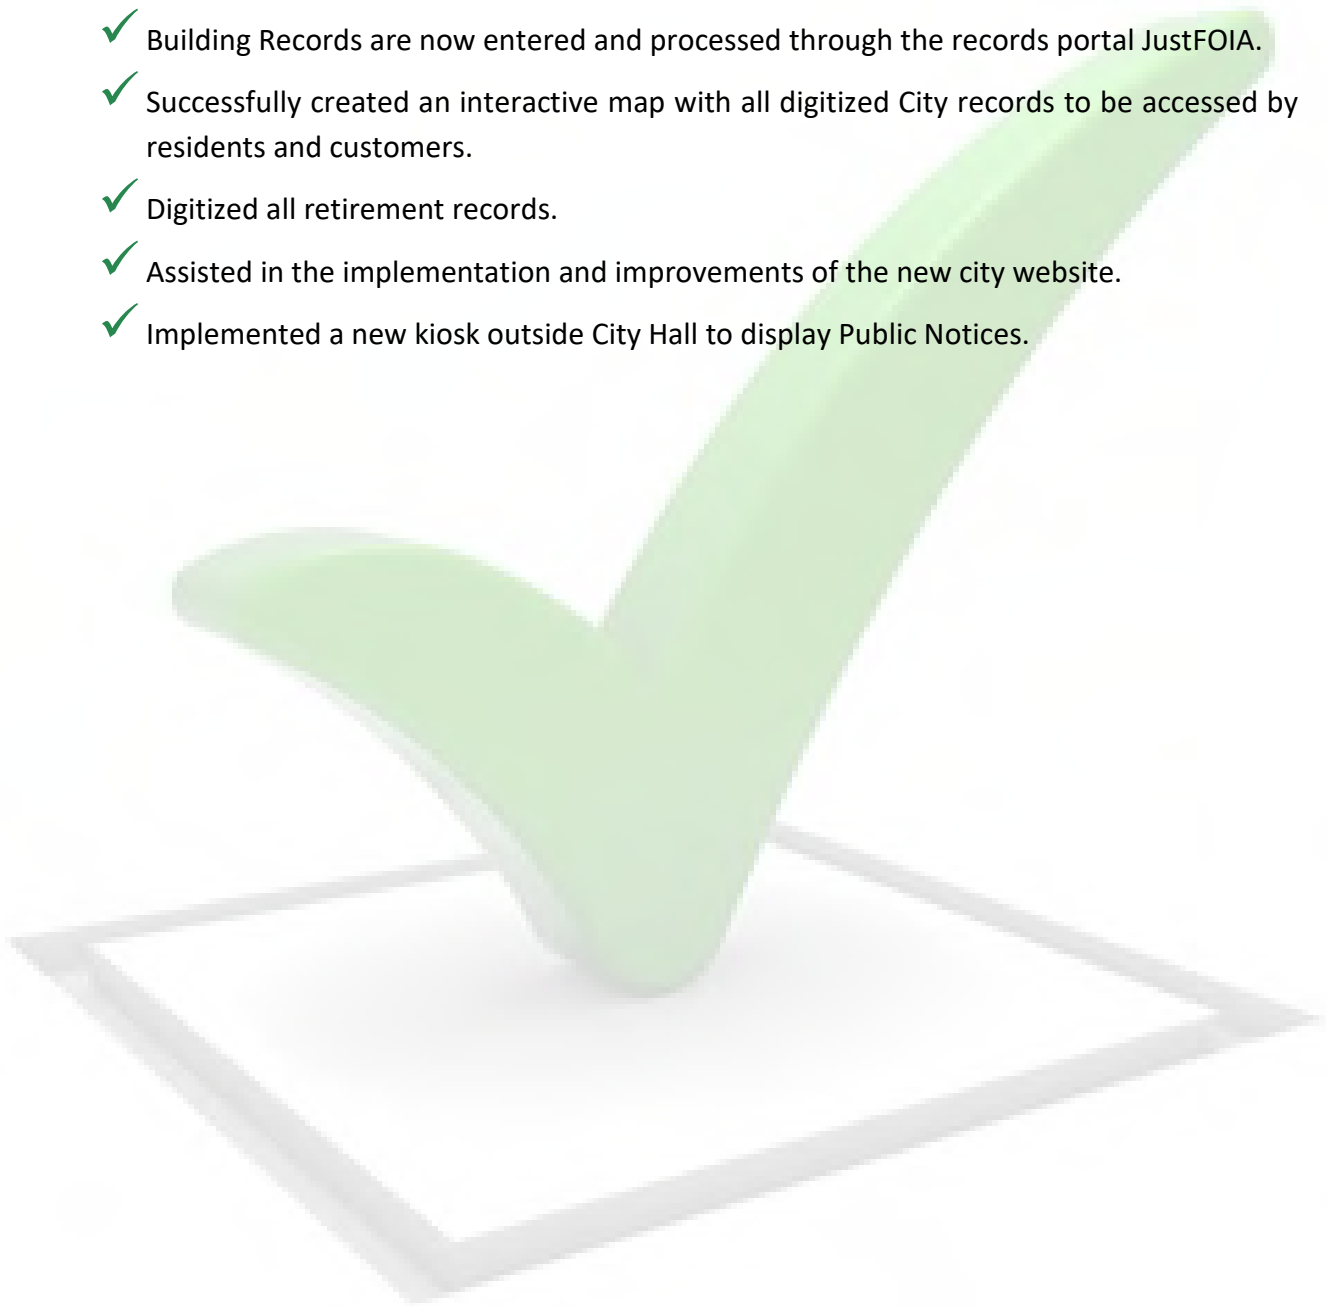 Building Records are now entered and processed through the records portal JustFOIA.
Successfully created an interactive map with all digitized City records to be accessed by
residents and customers.
Digitized all retirement records.
Assisted in the implementation and improvements of the new city website.
Implemented a new kiosk outside City Hall to display Public Notices.